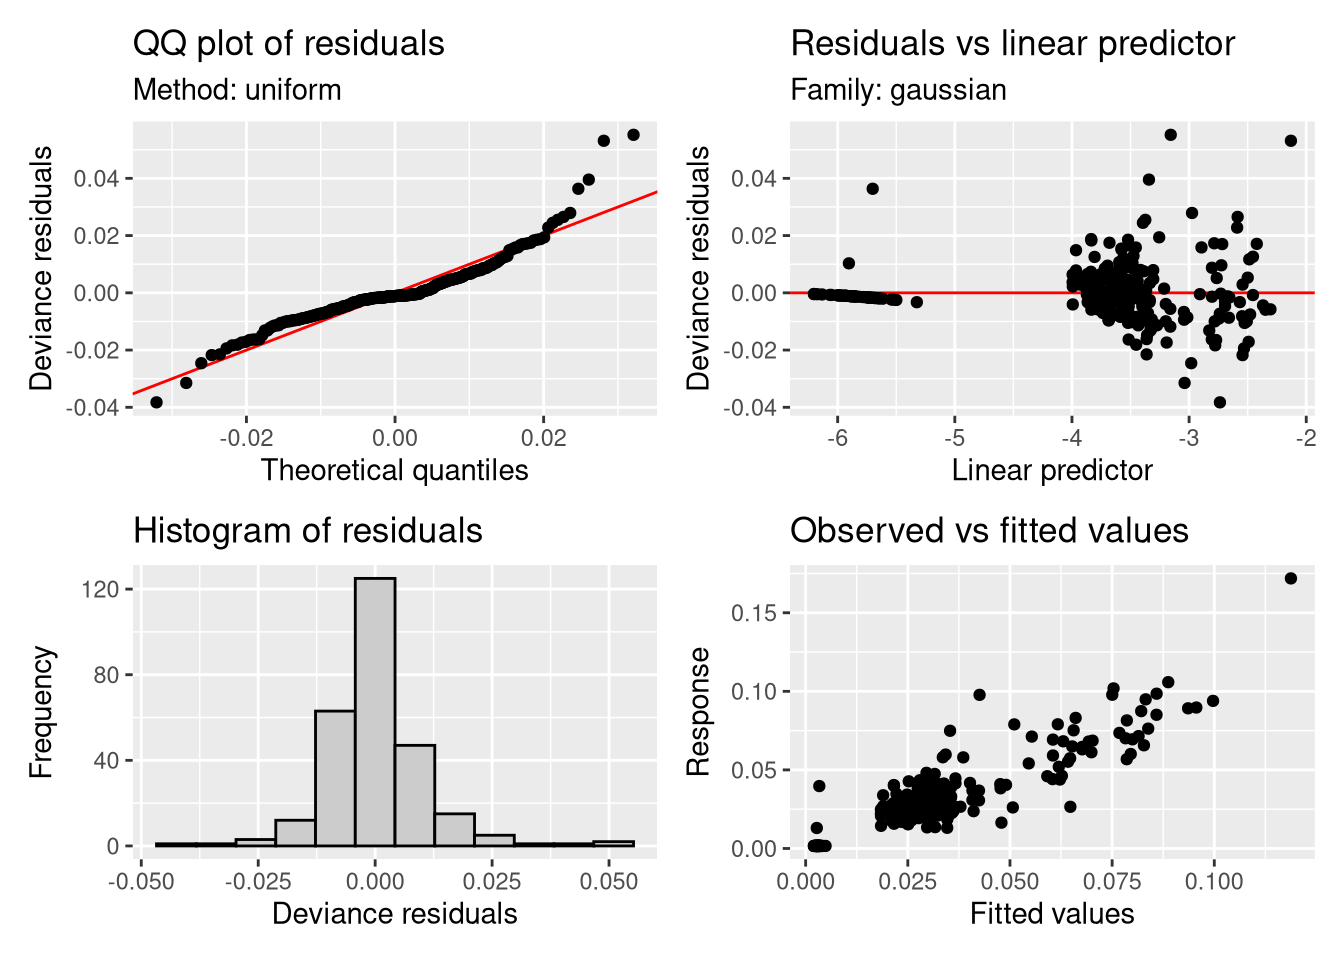 QQ plot of residuals
Method: uniform
Deviance residuals
0.04
0.02
0.00
-0.02
-0.04
-0.02
0.00
0.02
Theoretical quantiles
Residuals vs linear predictor
Family: gaussian
Deviance residuals
0.04
0.02
0.00
-0.02
-0.04
-6
-5
-4
-3
-2
Linear predictor
Histogram of residuals
Frequency
120
80
40
0
-0.050
-0.025
0.000
0.025
0.050
Deviance residuals
Observed vs fitted values
Response
0.15
0.10
0.05
0.00
0.000
0.025
0.050
0.075
0.100
Fitted values